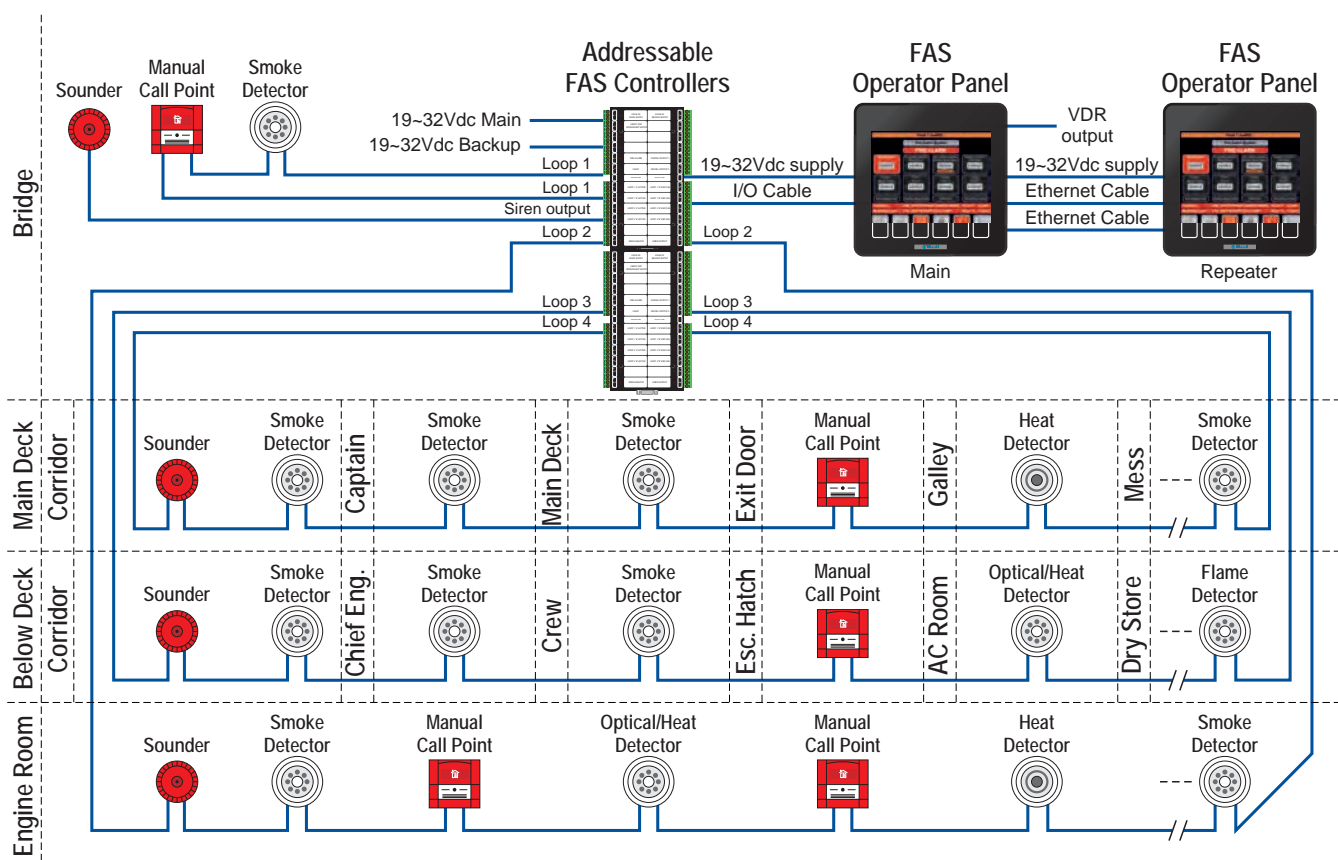 Addressable
FAS Controllers
FAS
Operator Panel
FAS
Operator Panel
Sounder
Manual
Call Point
Smoke
Detector
19~32Vdc Main
19~32Vdc Backup
Loop 1
Loop 1
Siren output
Loop 2
Loop 3
Loop 4
19~32Vdc supply
I/O Cable
Loop 2
Loop 3
Loop 4
VDR
output
19~32Vdc supply
Ethernet Cable
Ethernet Cable
Main
Repeater
Bridge
Main Deck
Corridor
Sounder
Smoke
Detector
Captain
Smoke
Detector
Main Deck
Smoke
Detector
Exit Door
Manual
Call Point
Galley
Heat
Detector
Mess
Smoke
Detector
Below Deck
Corridor
Sounder
Smoke
Detector
Chief Eng.
Smoke
Detector
Crew
Smoke
Detector
Esc. Hatch
Manual
Call Point
AC Room
Optical/Heat
Detector
Dry Store
Flame
Detector
Engine Room
Sounder
Smoke
Detector
Manual
Call Point
Optical/Heat
Detector
Manual
Call Point
Heat
Detector
Smoke
Detector